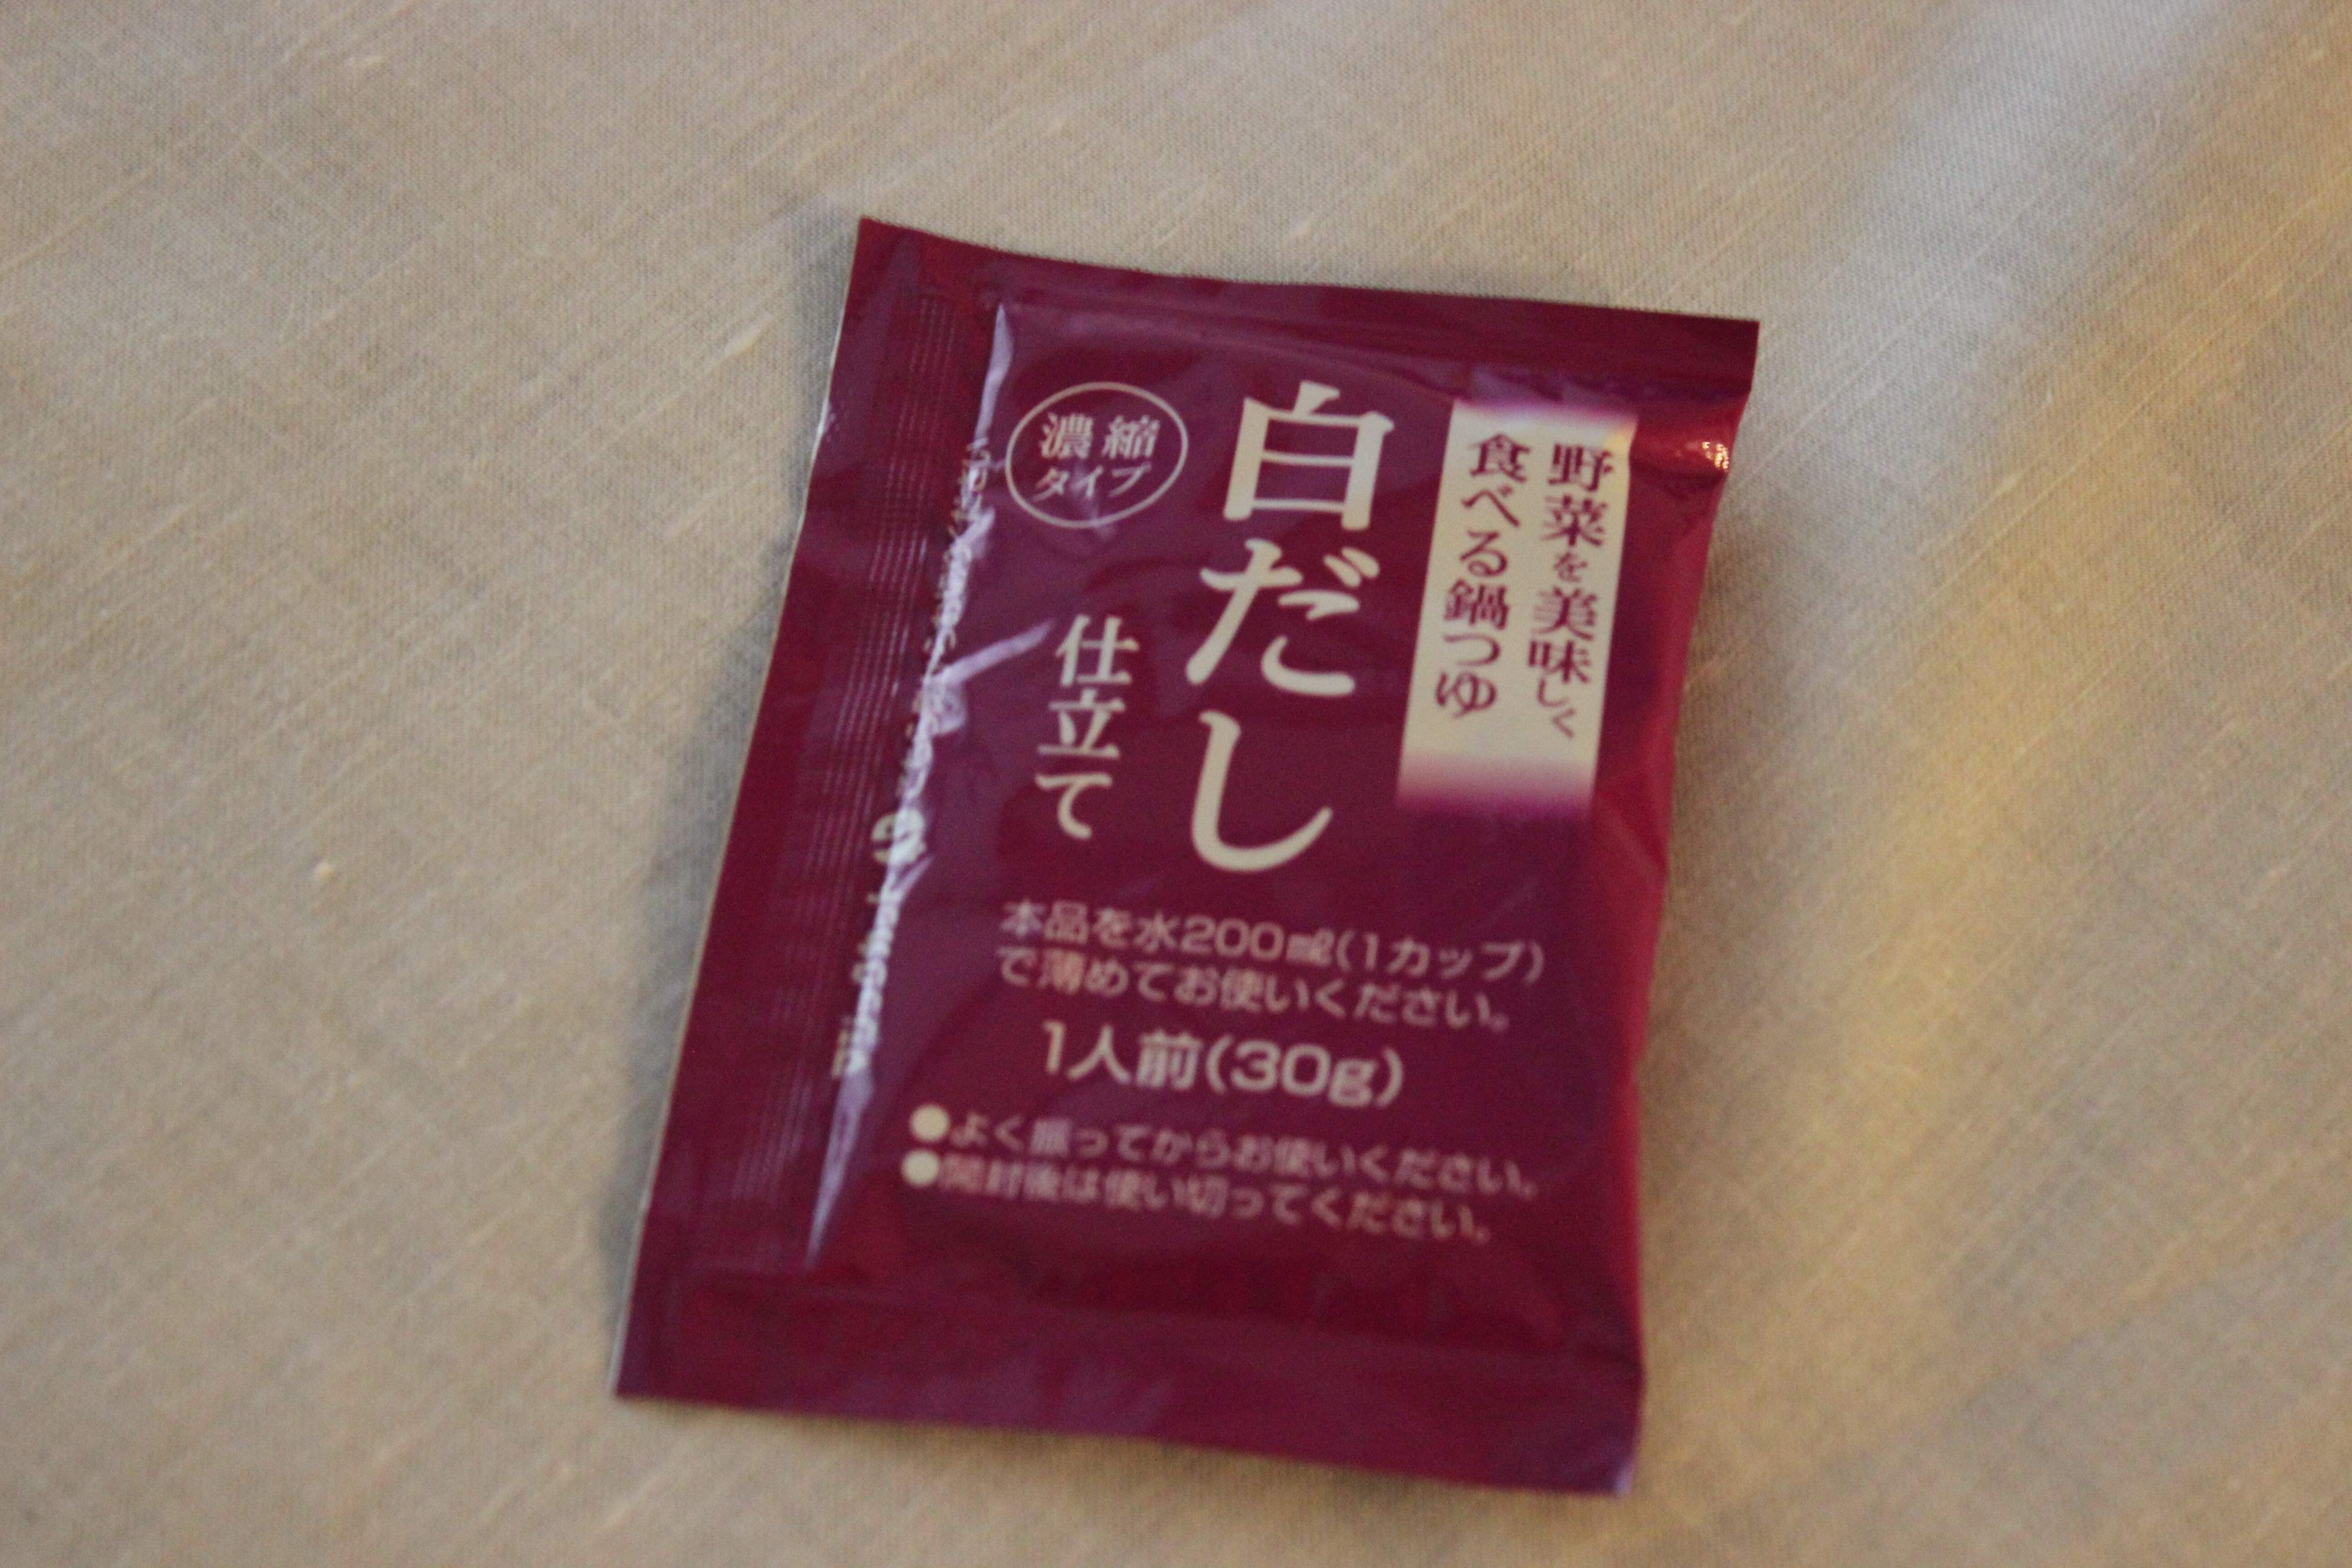 野菜を美味しく
食べる鍋つゆ
白だし
仕立て
濃縮
タイプ
本品を水200㎖(1カップ)
で薄めてお使いください。
1人前(30g)
●よく振ってからお使いください。
●開封後は使い切ってください。